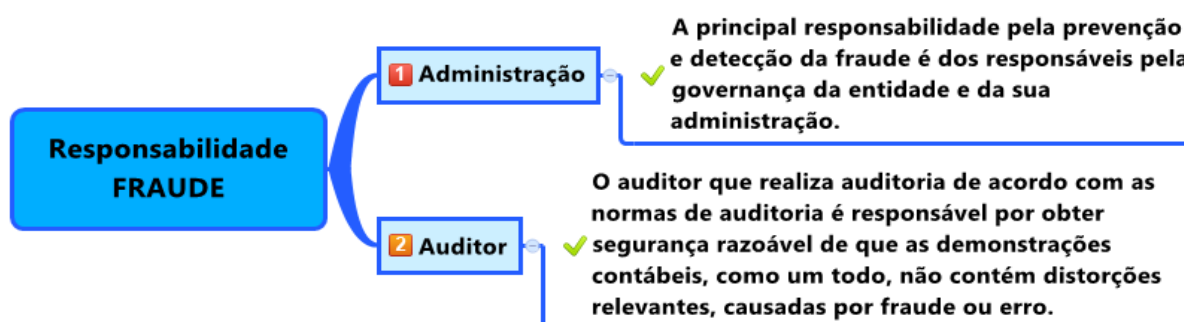 Responsabilidade
FRAUDE
1 Administração
A principal responsabilidade pela prevenção
e detecção da fraude é dos responsáveis pela
governança da entidade e da sua
administração.
2 Auditor
O auditor que realiza auditoria de acordo com as
normas de auditoria é responsável por obter
segurança razoável de que as demonstrações
contábeis, como um todo, não contém distorções
relevantes, causadas por fraude ou erro.